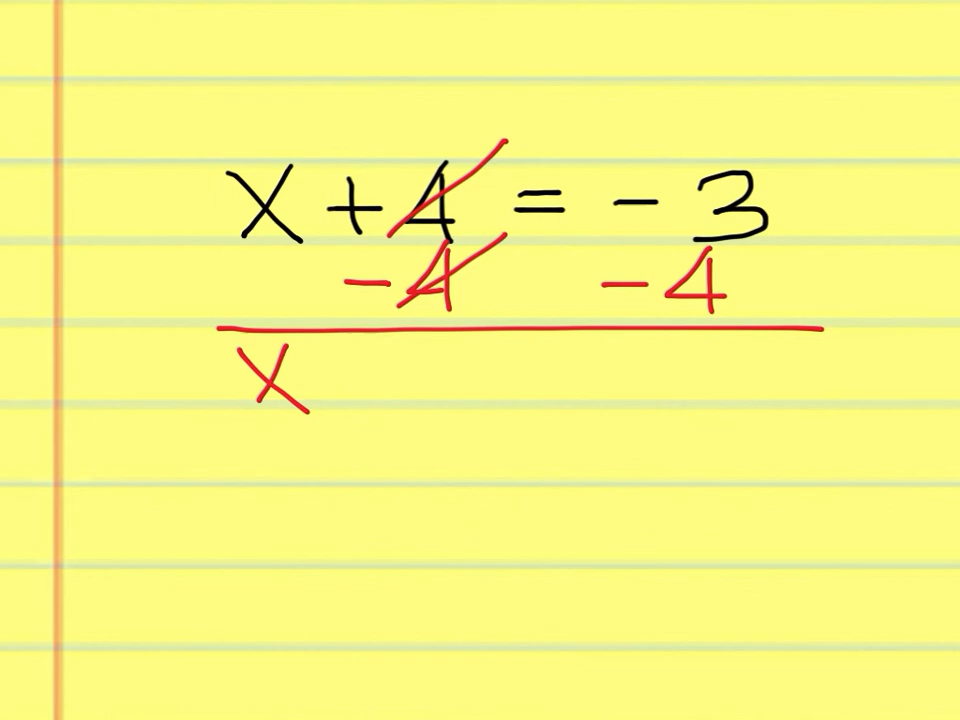 x + 4 = - 3
- 4 - 4
x